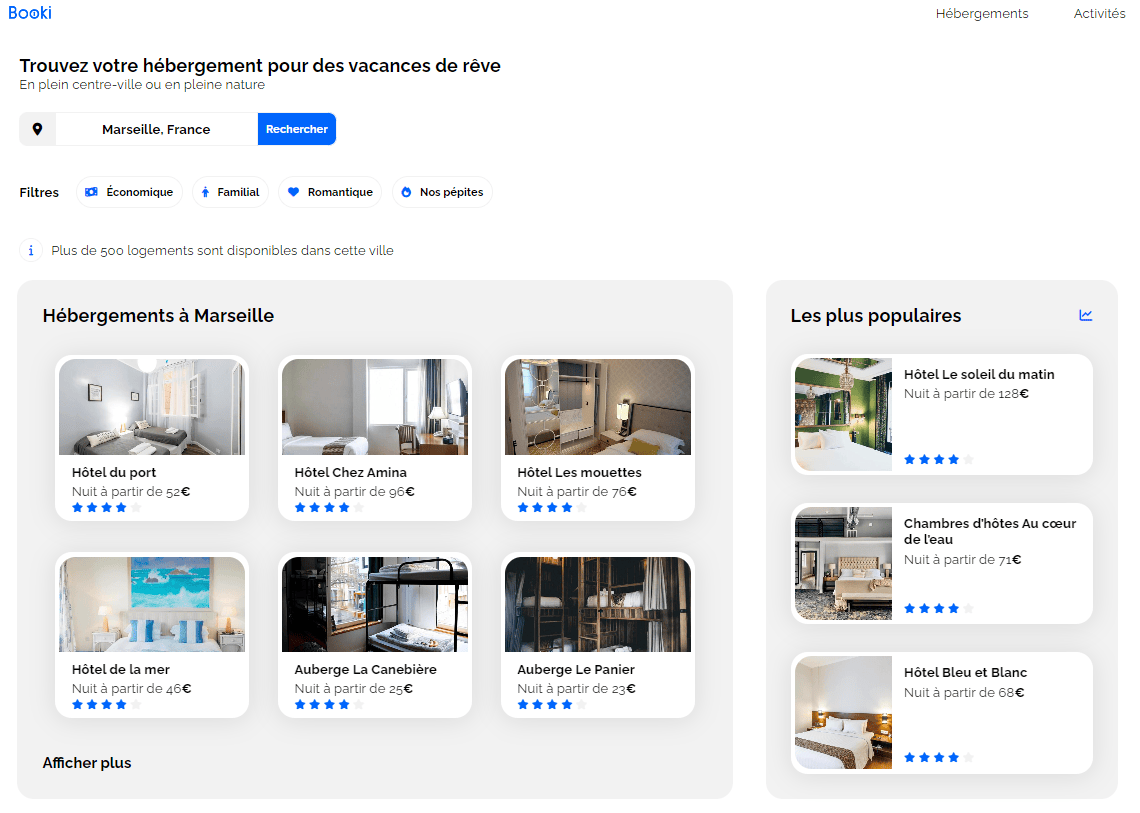 Booki
Hébergements
Activités
Trouvez votre hébergement pour des vacances de rêve
En plein centre-ville ou en pleine nature
Marseille, France
Rechercher
Filtres
Économique
Familial
Romantique
Nos pépites
Plus de 500 logements sont disponibles dans cette ville
Hébergements à Marseille
Hôtel du port
Nuit à partir de 52€
Hôtel Chez Amina
Nuit à partir de 96€
Hôtel Les mouettes
Nuit à partir de 76€
Hôtel de la mer
Nuit à partir de 46€
Auberge La Canebière
Nuit à partir de 25€
Auberge Le Panier
Nuit à partir de 23€
Afficher plus
Les plus populaires
Hôtel Le soleil du matin
Nuit à partir de 128€
Chambres d'hôtes Au cœur
de l'eau
Nuit à partir de 71€
Hôtel Bleu et Blanc
Nuit à partir de 68€